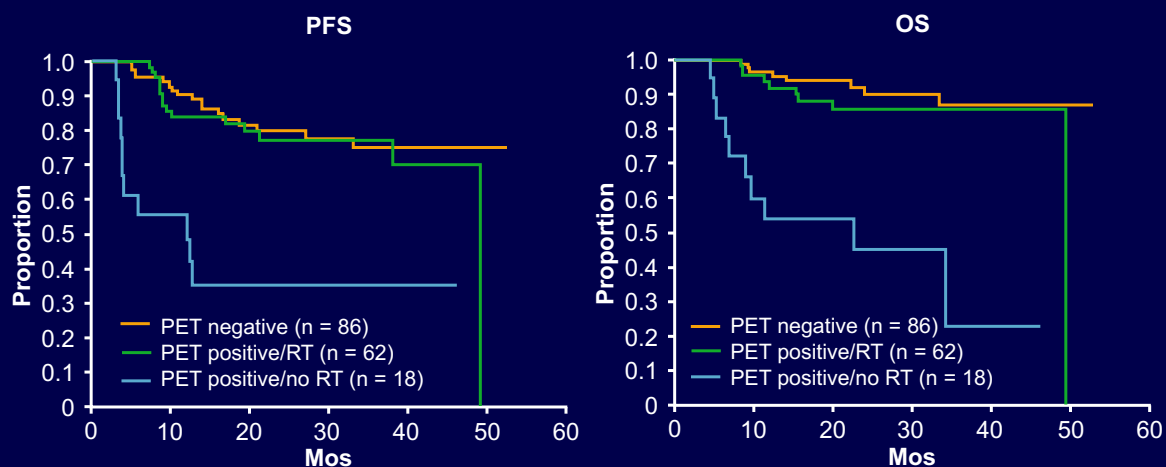 PFS
1.0
0.9
0.8
0.7
0.6
0.5
0.4
0.3
0.2
0.1
0
Proportion
PET negative (n = 86)
PET positive/RT (n = 62)
PET positive/no RT (n = 18)
0 10 20 30 40 50 60
Mos
OS
1.0
0.9
0.8
0.7
0.6
0.5
0.4
0.3
0.2
0.1
0
Proportion
PET negative (n = 86)
PET positive/RT (n = 62)
PET positive/no RT (n = 18)
0 10 20 30 40 50 60
Mos